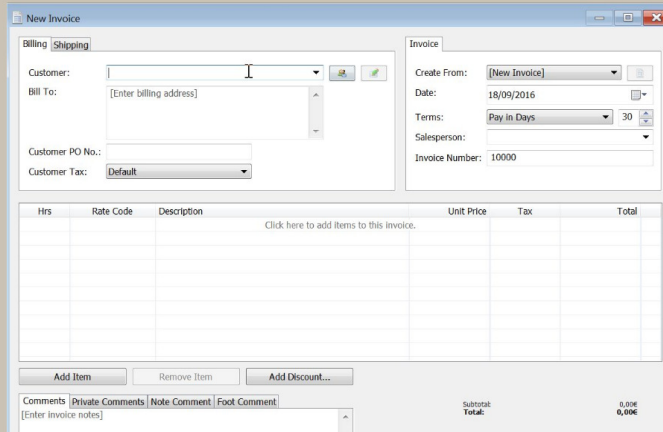 New Invoice
Billing Shipping
Customer:
Bill To:
[Enter billing address]
Customer PO No.:
Customer Tax: Default
Invoice
Create From: [New Invoice]
Date: 18/09/2016
Terms: Pay in Days 30
Salesperson:
Invoice Number: 10000
Hrs Rate Code Description Unit Price Tax Total
Click here to add items to this invoice.
Add Item Remove Item Add Discount...
Comments Private Comments Note Comment Foot Comment
[Enter invoice notes]
Subtotal: 0,00€
Total: 0,00€